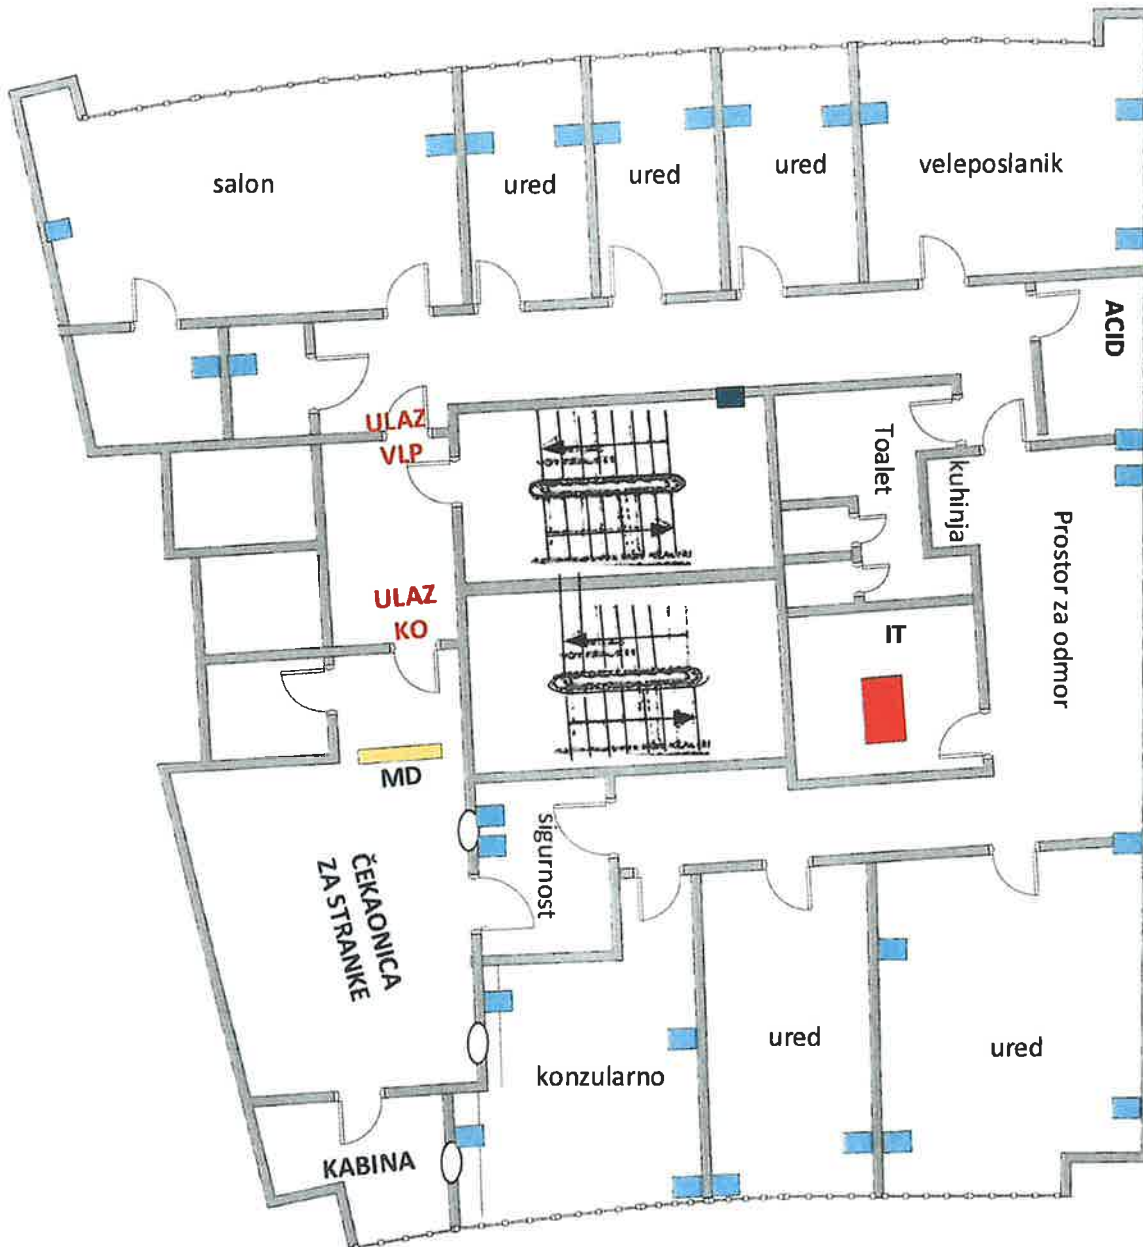 salon
ured
ured
ured
veleposlanik
ACID
ULAZ
VLP
Toalet
kuhinja
Prostor za odmor
ULAZ
KO
IT
MD
sigurnost
ČEKAONICA
ZA STRANKE
konzularno
ured
ured
KABINA